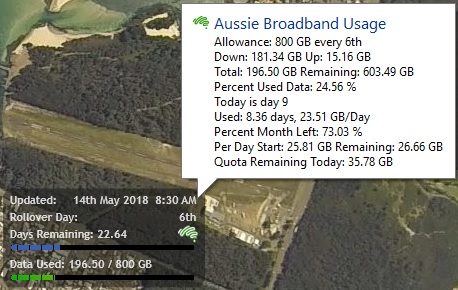 Aussie Broadband Usage
Allowance: 800 GB every 6th
Down: 181.34 GB Up: 15.16 GB
Total: 196.50 GB Remaining: 603.49 GB
Percent Used Data: 24.56 %
Today is day 9
Used: 8.36 days, 23.51 GB/Day
Percent Month Left: 73.03 %
Per Day Start: 25.81 GB Remaining: 26.66 GB
Quota Remaining Today: 35.78 GB
Updated: 14th May 2018 8:30 AM
Rollover Day: 6th
Days Remaining: 22.64
Data Used: 196.50 / 800 GB